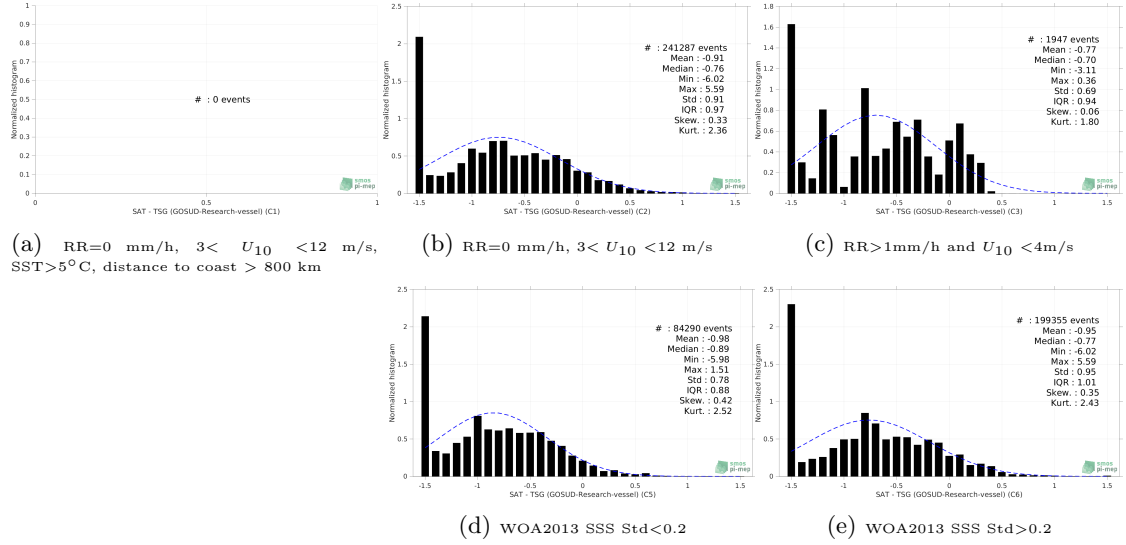 Normalized histogram
1
0.9
0.8
0.7
0.6
0.5
0.4
0.3
0.2
0.1
0
# : 0 events
smos
pi-mep
0 0.5 1
SAT - TSG (GOSUD-Research-vessel) (C1)
(a) RR=0 mm/h, 3< U10 <12 m/s,
SST>5°C, distance to coast > 800 km
Normalized histogram
2.5
2
1.5
1
0.5
0
# : 241287 events
Mean : -0.91
Median : -0.76
Min : -6.02
Max : 5.59
Std : 0.91
IQR : 0.97
Skew. : 0.33
Kurt. : 2.36
smos
pi-mep
-1.5 -1 -0.5 0 0.5 1 1.5
SAT - TSG (GOSUD-Research-vessel) (C2)
(b) RR=0 mm/h, 3< U10 <12 m/s
Normalized histogram
1.8
1.6
1.4
1.2
1
0.8
0.6
0.4
0.2
0
# : 1947 events
Mean : -0.77
Median : -0.70
Min : -3.11
Max : 0.36
Std : 0.69
IQR : 0.94
Skew. : 0.06
Kurt. : 1.80
smos
pi-mep
-1.5 -1 -0.5 0 0.5 1 1.5
SAT - TSG (GOSUD-Research-vessel) (C3)
(c) RR>1mm/h and U10 <4m/s
Normalized histogram
2
1.5
1
0.5
0
# : 84290 events
Mean : -0.98
Median : -0.89
Min : -5.98
Max : 1.51
Std : 0.78
IQR : 0.88
Skew. : 0.42
Kurt. : 2.52
smos
pi-mep
-1.5 -1 -0.5 0 0.5 1 1.5
SAT - TSG (GOSUD-Research-vessel) (C5)
(d) WOA2013 SSS Std<0.2
Normalized histogram
2
1.5
1
0.5
0
# : 199355 events
Mean : -0.95
Median : -0.77
Min : -6.02
Max : 5.59
Std : 0.95
IQR : 1.01
Skew. : 0.35
Kurt. : 2.43
smos
pi-mep
-1.5 -1 -0.5 0 0.5 1 1.5
SAT - TSG (GOSUD-Research-vessel) (C6)
(e) WOA2013 SSS Std>0.2